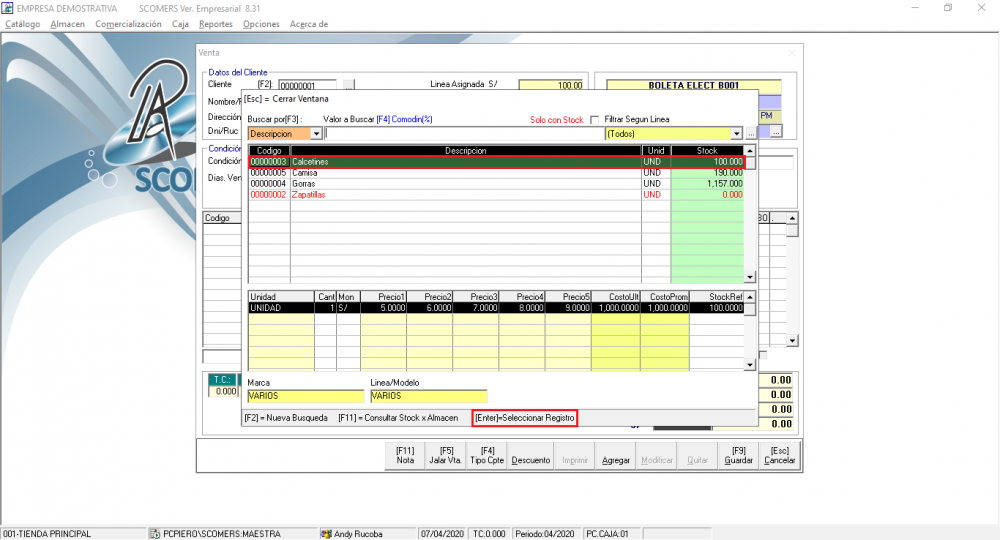 EMPRESA DEMOSTRATIVA SCOMERS Ver. Empresarial 8.31
Catálogo Almacen Comercialización Caja Reportes Opciones Acerca de
Venta
Datos del Cliente
Cliente [F2]: 00000001 ... Linea Asignada S/ 100.00 BOLETA ELECT B001
[Esc] = Cerrar Ventana
Nombre/
Dirección PM
Dni/Ruc ...
Buscar por[F3] : Valor a Buscar [F4] Comodin(%) Solo con Stock Filtrar Segun Linea
Descripcion (Todos)
Condición
Condición
Dias. Ven
Codigo Descripcion Unid Stock
00000003 Calcetines UND 100.000
00000005 Camisa UND 190.000
00000004 Gorras UND 1,157.000
00000002 Zapatillas UND 0.000
SCO
Codigo
Unidad Cant Mon Precio1 Precio2 Precio3 Precio4 Precio5 CostoUlt CostoProm StockRef
UNIDAD 1 S/ 5.0000 6.0000 7.0000 8.0000 9.0000 1,000.0000 1,000.0000 100.0000
T.C.:
0.000
Marca Linea/Modelo
VARIOS VARIOS
0.00
0.00
0.00
0.00
[F2] = Nueva Busqueda [F11] = Consultar Stock x Almacen [Enter]=Seleccionar Registro
[F11] Nota
[F5] Jalar Vta.
[F4] Tipo Cpte
Descuento
Imprimir
Agregar
Modificar
Quitar
[F9] Guardar
[Esc] Cancelar
001-TIENDA PRINCIPAL PCPIERO\SCOMERS:MAESTRA Andy Rucoba 07/04/2020 TC:0.000 Periodo:04/2020 PC.CAJA:01